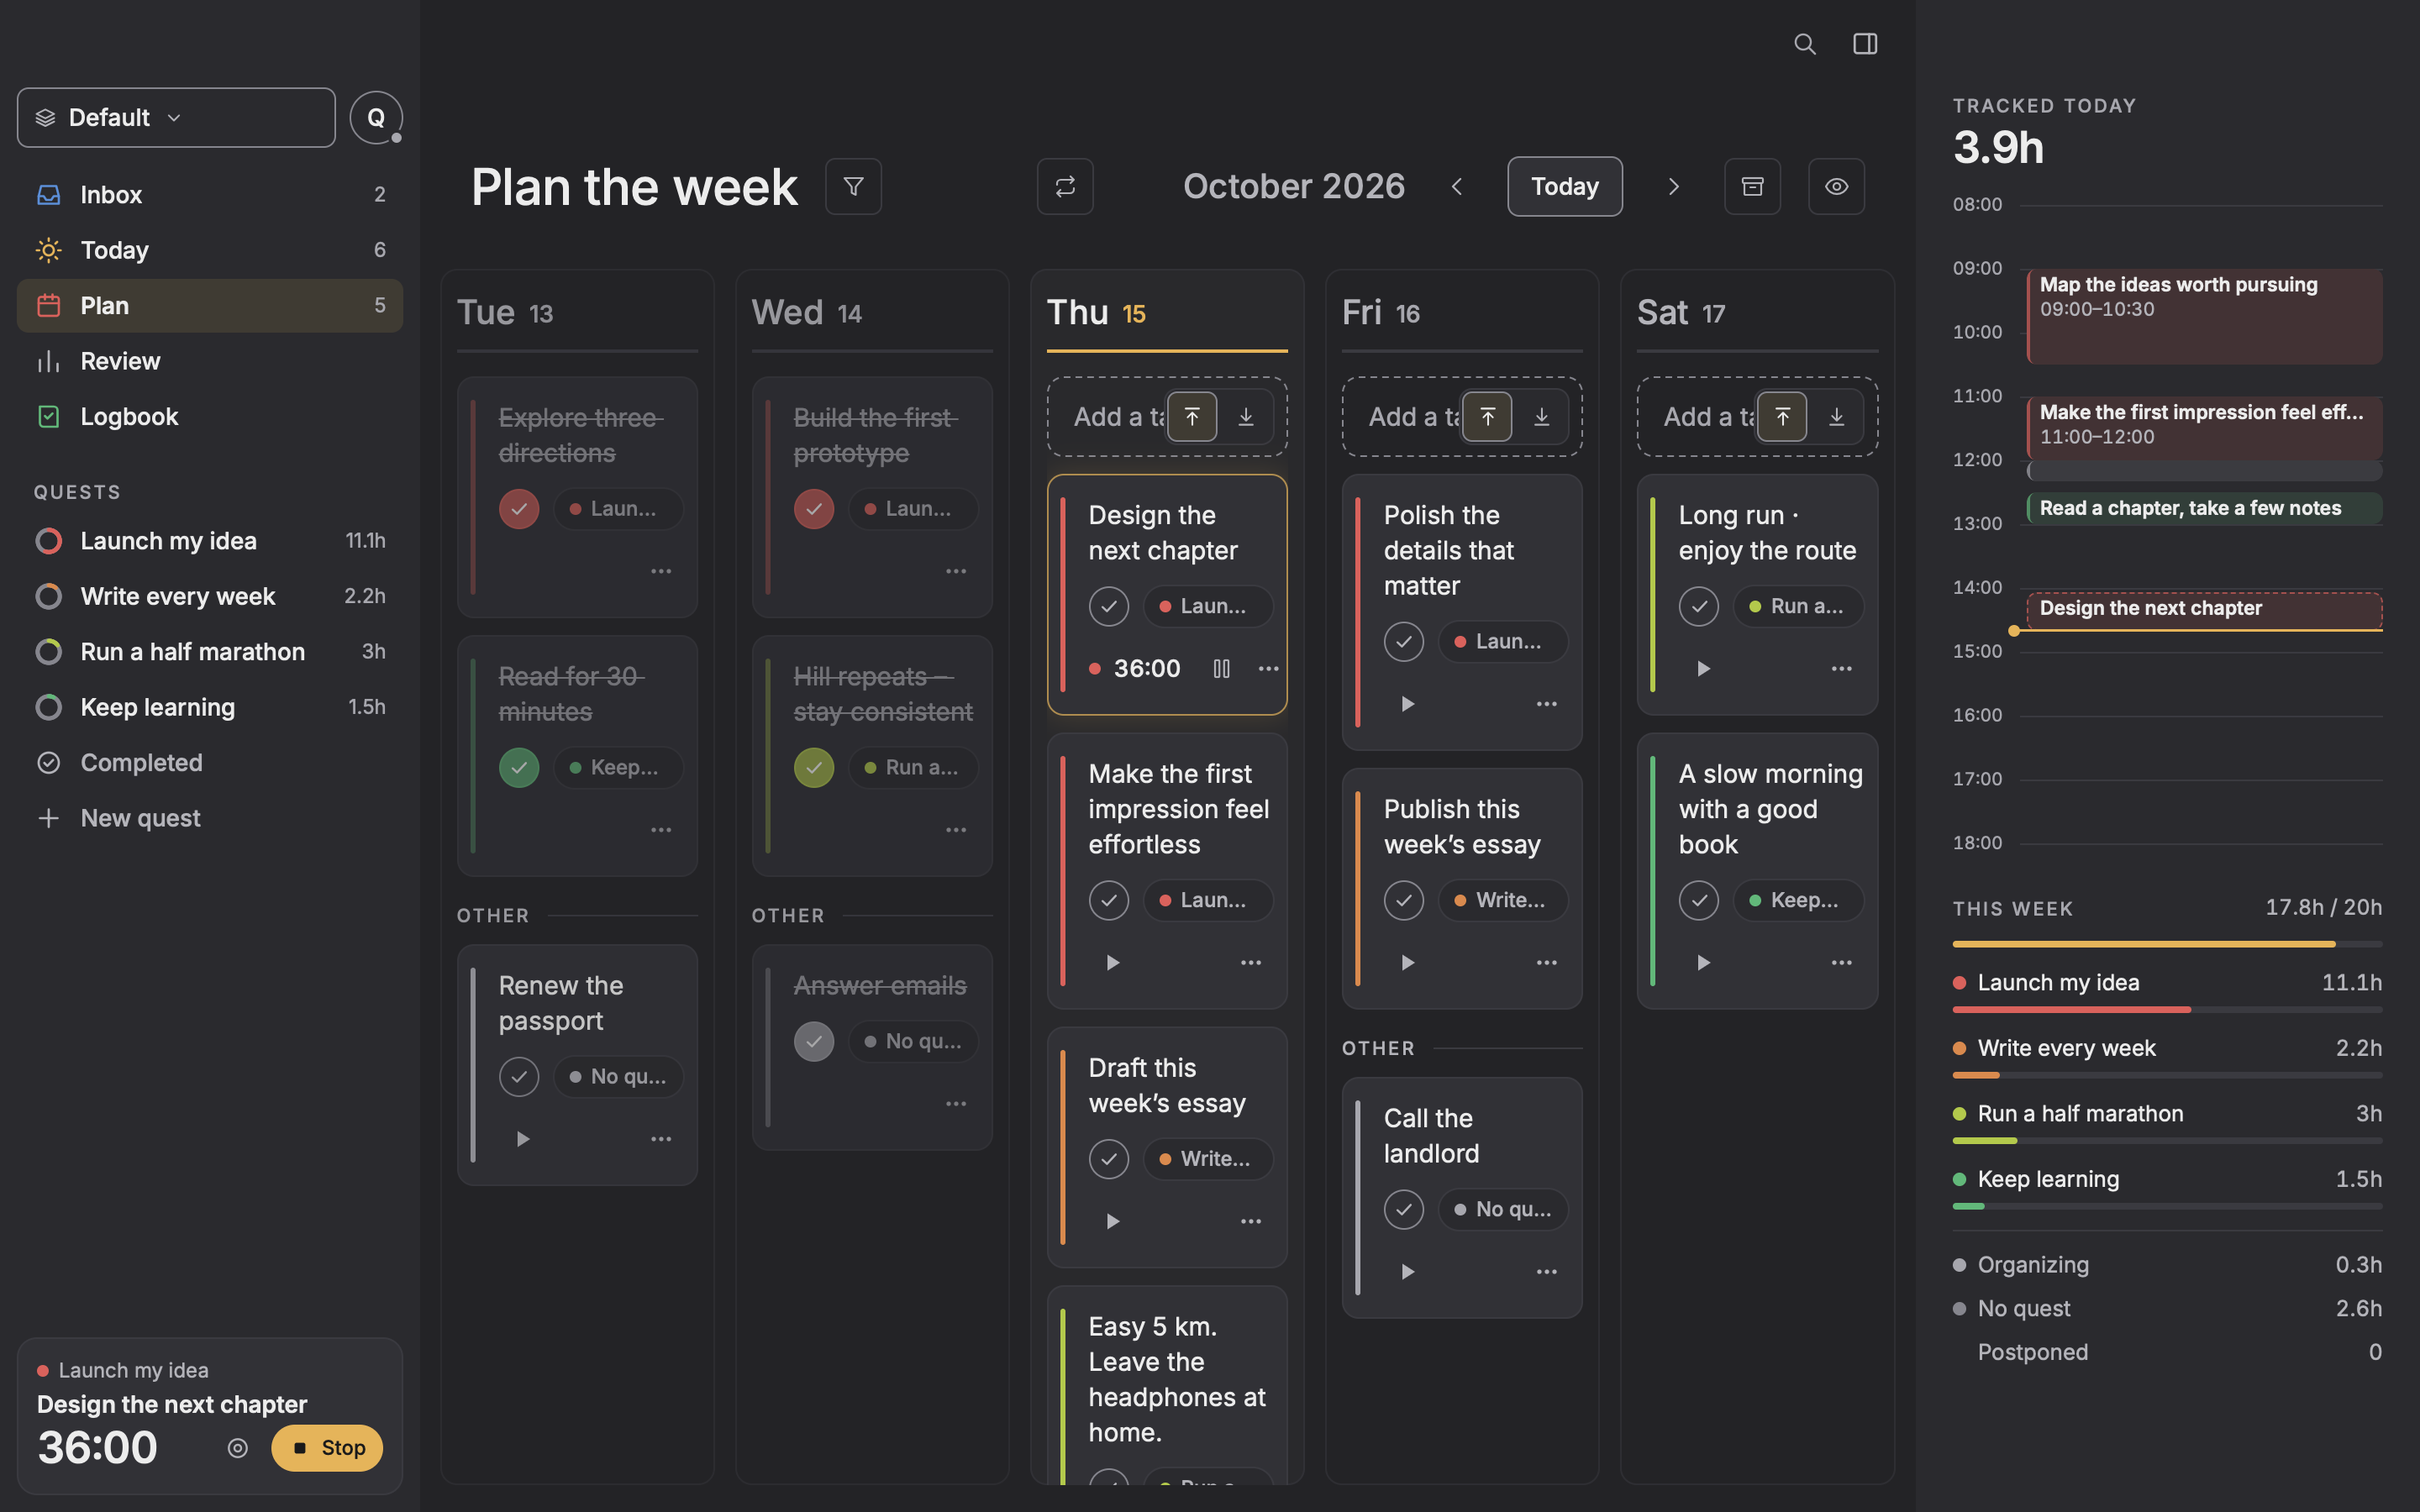 Default
Q
Inbox 2
Today 6
Plan 5
Review
Logbook
QUESTS
Launch my idea 11.1h
Write every week 2.2h
Run a half marathon 3h
Keep learning 1.5h
Completed
New quest
Launch my idea
Design the next chapter
36:00 Stop
Plan the week
October 2026
Today
Tue 13
Explore three
directions
Laun...
Read for 30
minutes
Keep...
OTHER
Renew the
passport
No qu...
Wed 14
Build the first
prototype
Laun...
Hill repeats –
stay consistent
Run a...
OTHER
Answer emails
No qu...
Thu 15
Add a ta
Design the
next chapter
Laun...
36:00
Make the first
impression feel
effortless
Laun...
Draft this
week’s essay
Write...
Easy 5 km.
Leave the
headphones at
home.
Fri 16
Add a ta
Polish the
details that
matter
Laun...
Publish this
week’s essay
Write...
OTHER
Call the
landlord
No qu...
Sat 17
Add a ta
Long run ·
enjoy the route
Run a...
A slow morning
with a good
book
Keep...
TRACKED TODAY
3.9h
08:00
09:00
Map the ideas worth pursuing
09:00–10:30
10:00
11:00
Make the first impression feel eff...
11:00–12:00
12:00
Read a chapter, take a few notes
13:00
14:00
Design the next chapter
15:00
16:00
17:00
18:00
THIS WEEK 17.8h / 20h
Launch my idea 11.1h
Write every week 2.2h
Run a half marathon 3h
Keep learning 1.5h
Organizing 0.3h
No quest 2.6h
Postponed 0